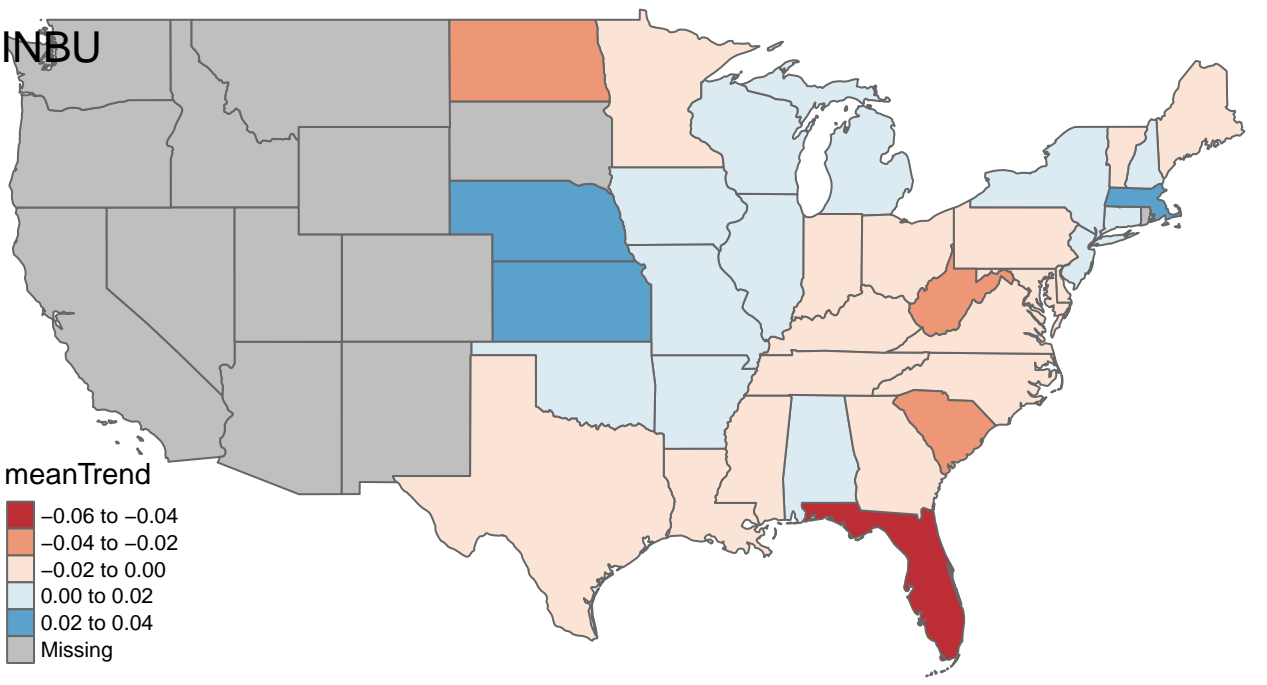 INBU
meanTrend
−0.06 to −0.04
−0.04 to −0.02
−0.02 to 0.00
0.00 to 0.02
0.02 to 0.04
Missing